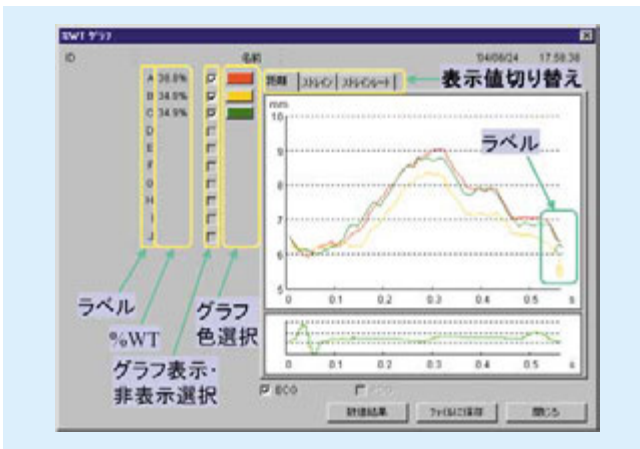 SWT グラフ
ID 名前 '04/06/24 17:58:38
距離 ストレイン ストレインレート 表示値切り替え
A 38.8%
B 34.9%
C 34.9%
D
E
F
G
H
I
J
mm
10
9
8
7
6
5
0 0.1 0.2 0.3 0.4 0.5 s
ラベル
0 0.1 0.2 0.3 0.4 0.5 s
ラベル
%WT
グラフ
色選択
グラフ表示・
非表示選択
ECG
数値結果 ファイルに保存 閉じる